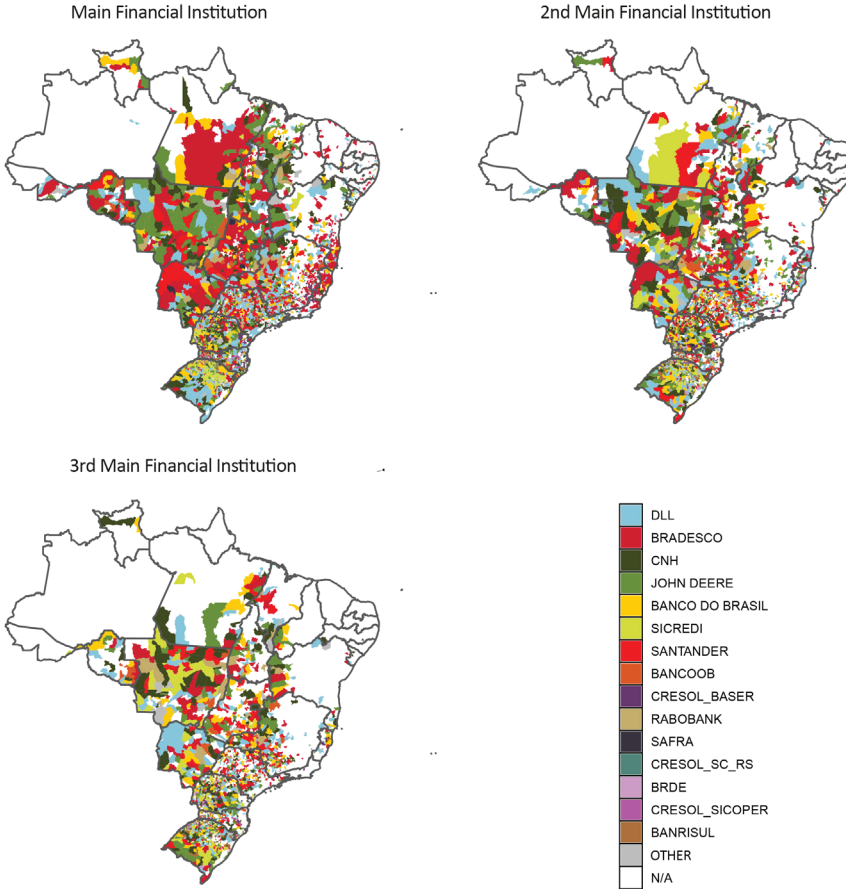 Main Financial Institution
2nd Main Financial Institution
3rd Main Financial Institution
DLL
BRADESCO
CNH
JOHN DEERE
BANCO DO BRASIL
SICREDI
SANTANDER
BANCOOB
CRESOL_BASER
RABOBANK
SAFRA
CRESOL_SC_RS
BRDE
CRESOL_SICOPER
BANRISUL
OTHER
N/A